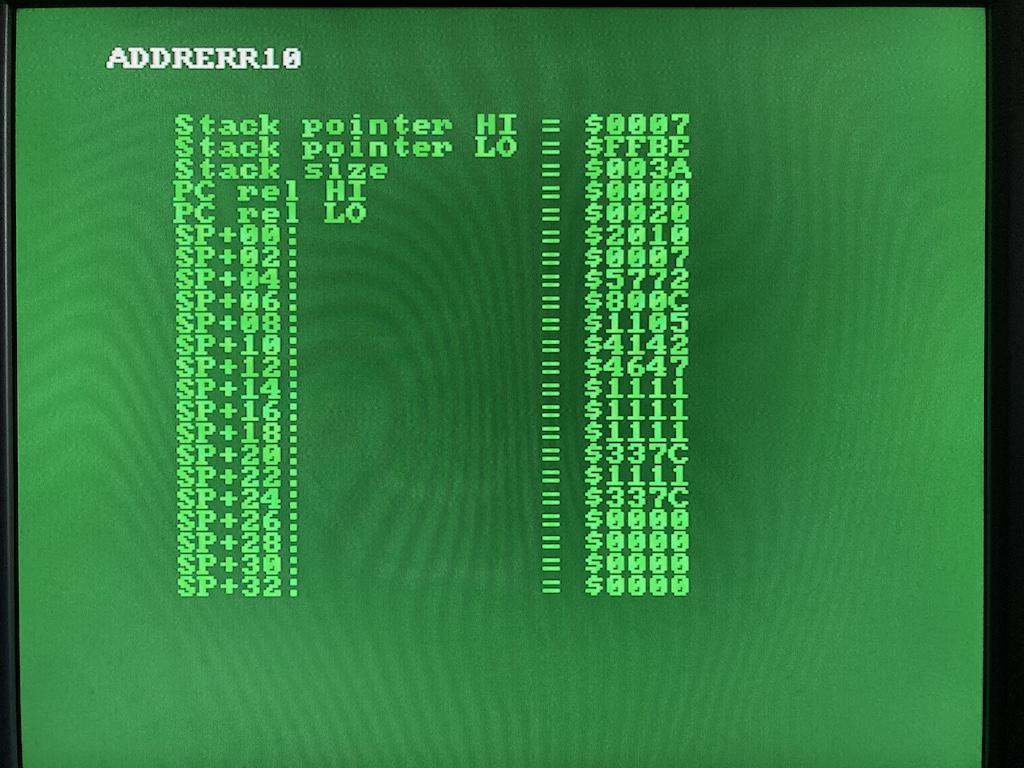 ADDRERR10
Stack pointer HI = $0007
Stack pointer LO = $FFBE
Stack size = $003A
PC rel HI = $0000
PC rel LO = $0020
SP+00: = $2010
SP+02: = $0007
SP+04: = $5772
SP+06: = $800C
SP+08: = $1105
SP+10: = $4142
SP+12: = $4647
SP+14: = $1111
SP+16: = $1111
SP+18: = $1111
SP+20: = $337C
SP+22: = $1111
SP+24: = $337C
SP+26: = $0000
SP+28: = $0000
SP+30: = $0000
SP+32: = $0000